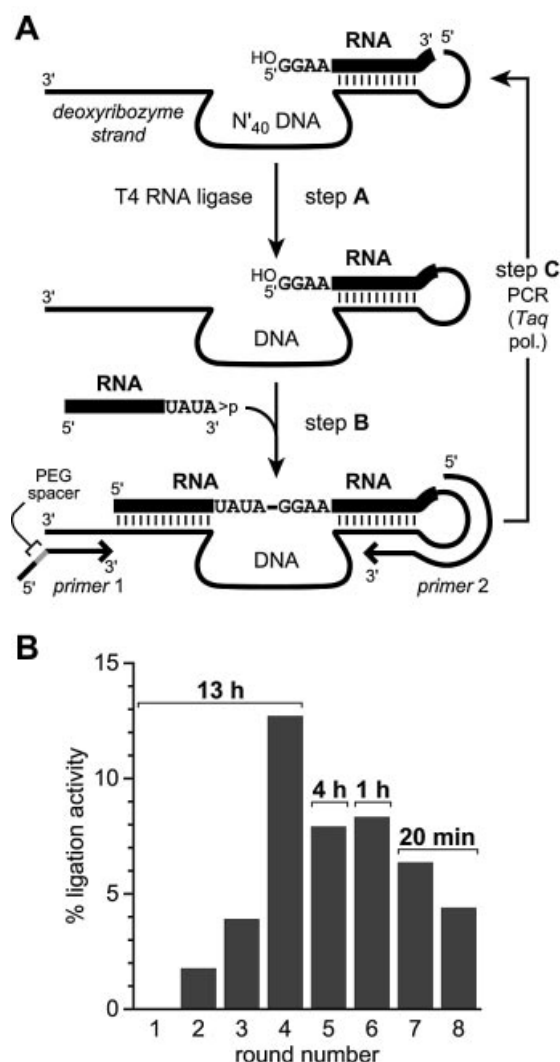 A
RNA
3' 5'
HO
5'GGAA
3'
deoxyribozyme
strand
N'40 DNA
T4 RNA ligase
step A
step C
PCR
(Taq
pol.)
RNA
HO
5'GGAA
3'
DNA
RNA
UAUA>p
5' 3'
step B
PEG
spacer
5' RNA RNA 5'
UAUA-GGAA
3'
DNA
5' primer 1 3'
3' primer 2
B
15
10
5
0
% ligation activity
13 h
4 h
1 h
20 min
1 2 3 4 5 6 7 8
round number